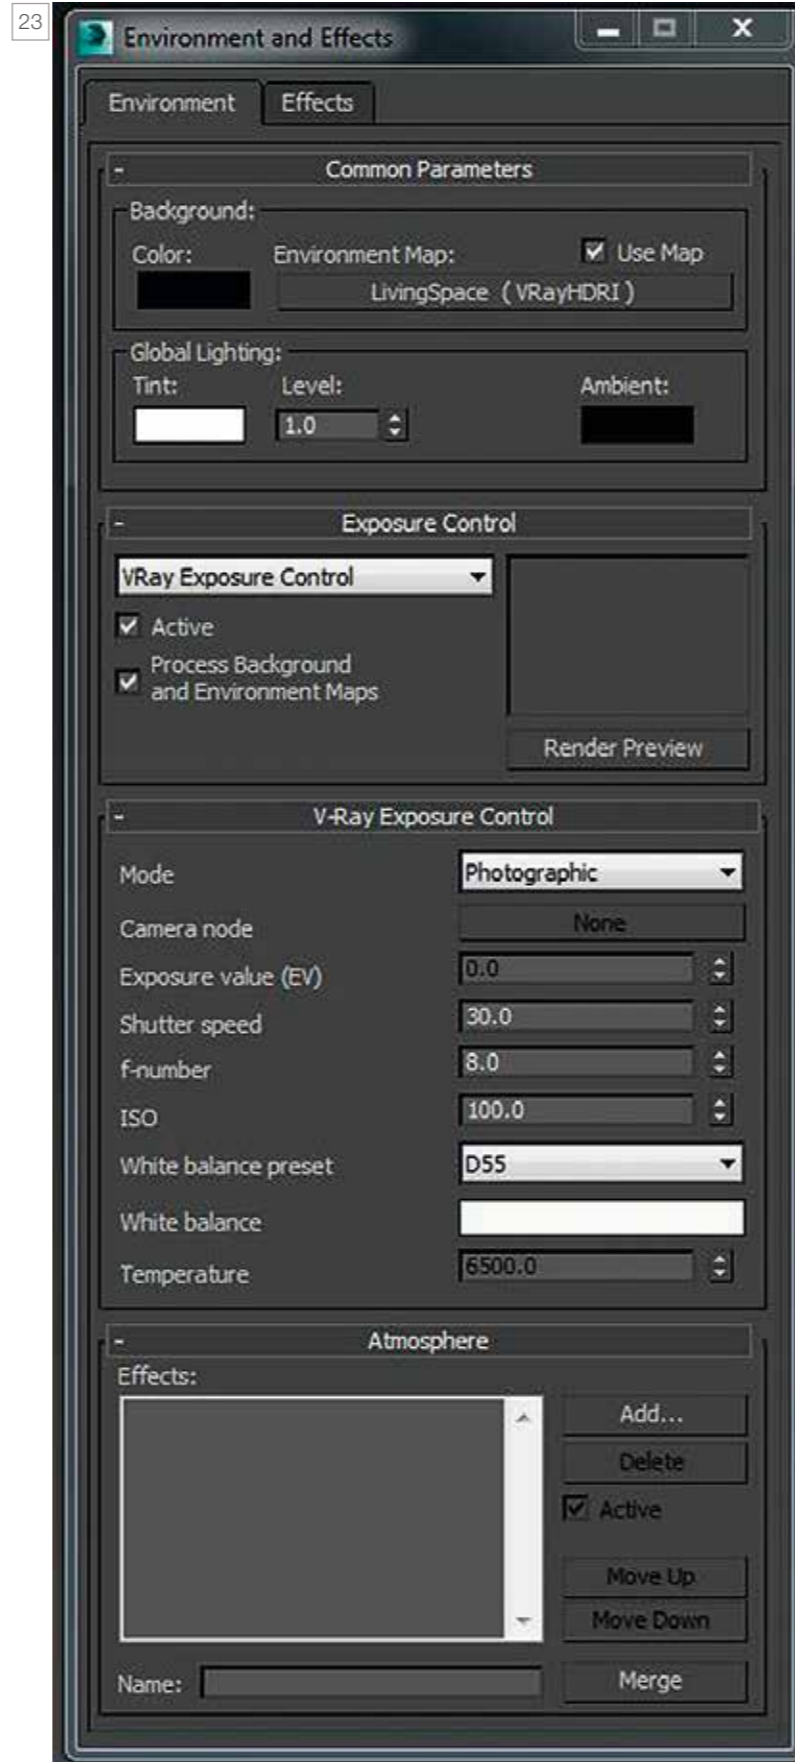 23
Environment and Effects
Environment Effects
- Common Parameters
Background:
Color: Environment Map: Use Map
LivingSpace ( VRayHDRI )
Global Lighting:
Tint: Level: Ambient:
1.0
- Exposure Control
VRay Exposure Control
Active
Process Background
and Environment Maps
Render Preview
- V-Ray Exposure Control
Mode Photographic
Camera node None
Exposure value (EV) 0.0
Shutter speed 30.0
f-number 8.0
ISO 100.0
White balance preset D55
White balance
Temperature 6500.0
- Atmosphere
Effects:
Add...
Delete
Active
Move Up
Move Down
Name: Merge